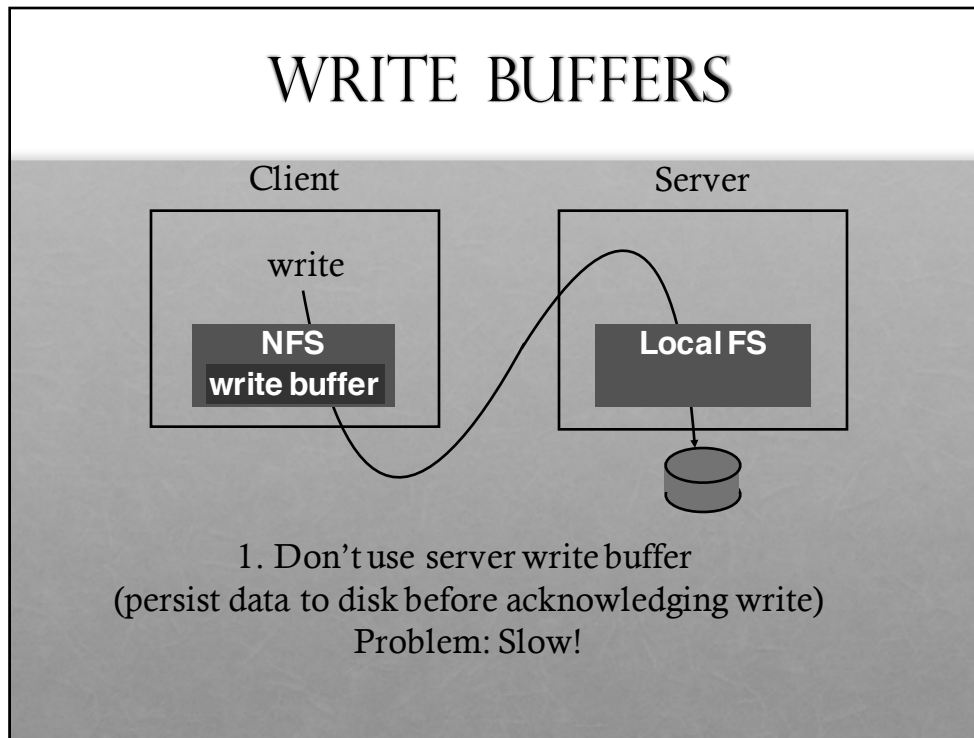 WRITE BUFFERS
Client
Server
write
NFS
write buffer
Local FS
1. Don't use server write buffer
(persist data to disk before acknowledging write)
Problem: Slow!